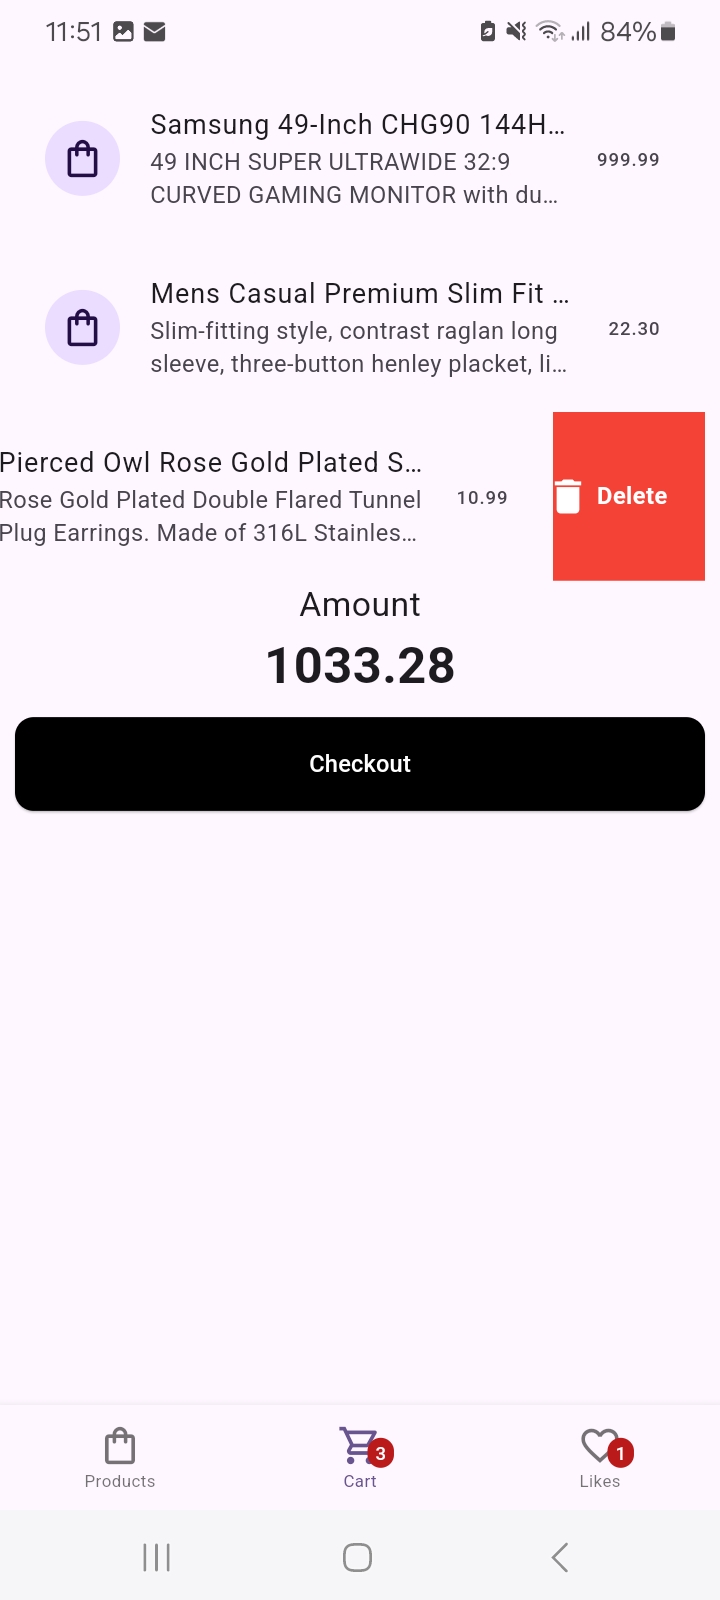 11:51
84%
Samsung 49-Inch CHG90 144H…
49 INCH SUPER ULTRAWIDE 32:9
CURVED GAMING MONITOR with du…
999.99
Mens Casual Premium Slim Fit …
Slim-fitting style, contrast raglan long
sleeve, three-button henley placket, li…
22.30
Pierced Owl Rose Gold Plated S…
Rose Gold Plated Double Flared Tunnel
Plug Earrings. Made of 316L Stainles…
10.99
Delete
Amount
1033.28
Checkout
3
1
Products
Cart
Likes